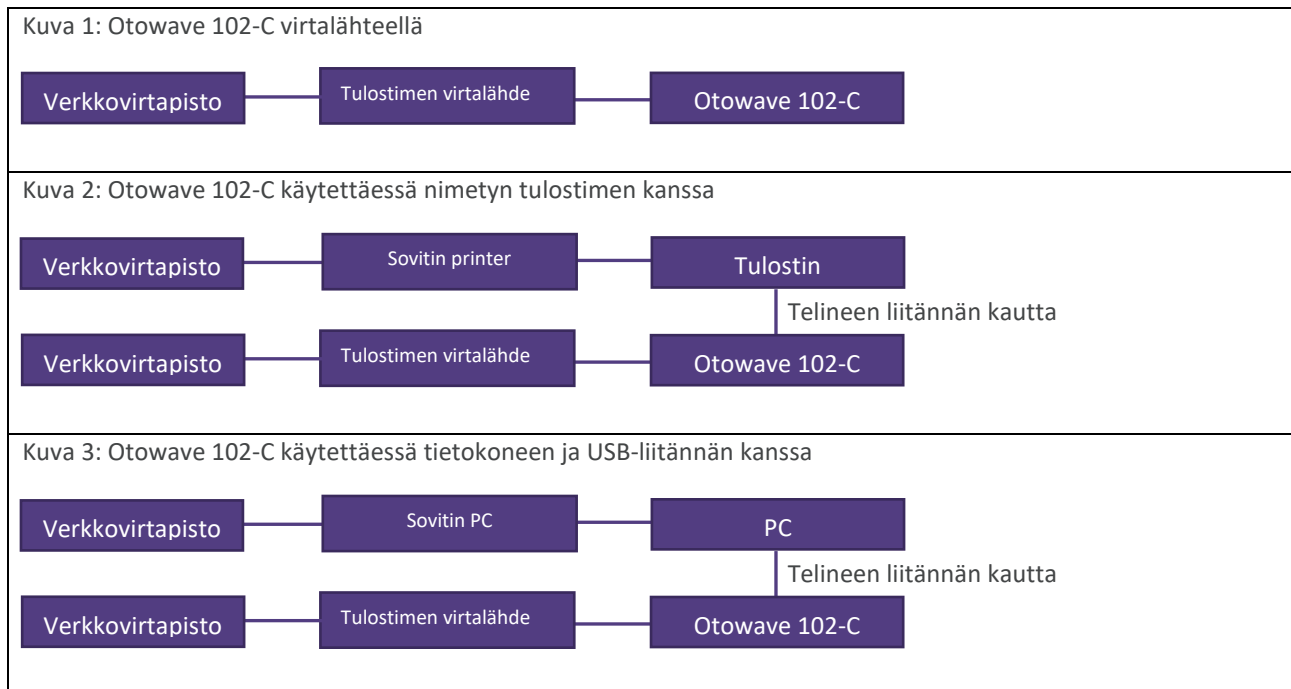 Kuva 1: Otowave 102-C virtalähteellä
Verkkovirtapisto
Tulostimen virtalähde
Otowave 102-C
Kuva 2: Otowave 102-C käytettäessä nimetyn tulostimen kanssa
Verkkovirtapisto
Sovitin printer
Tulostin
Telineen liitännän kautta
Verkkovirtapisto
Tulostimen virtalähde
Otowave 102-C
Kuva 3: Otowave 102-C käytettäessä tietokoneen ja USB-liitännän kanssa
Verkkovirtapisto
Sovitin PC
PC
Telineen liitännän kautta
Verkkovirtapisto
Tulostimen virtalähde
Otowave 102-C